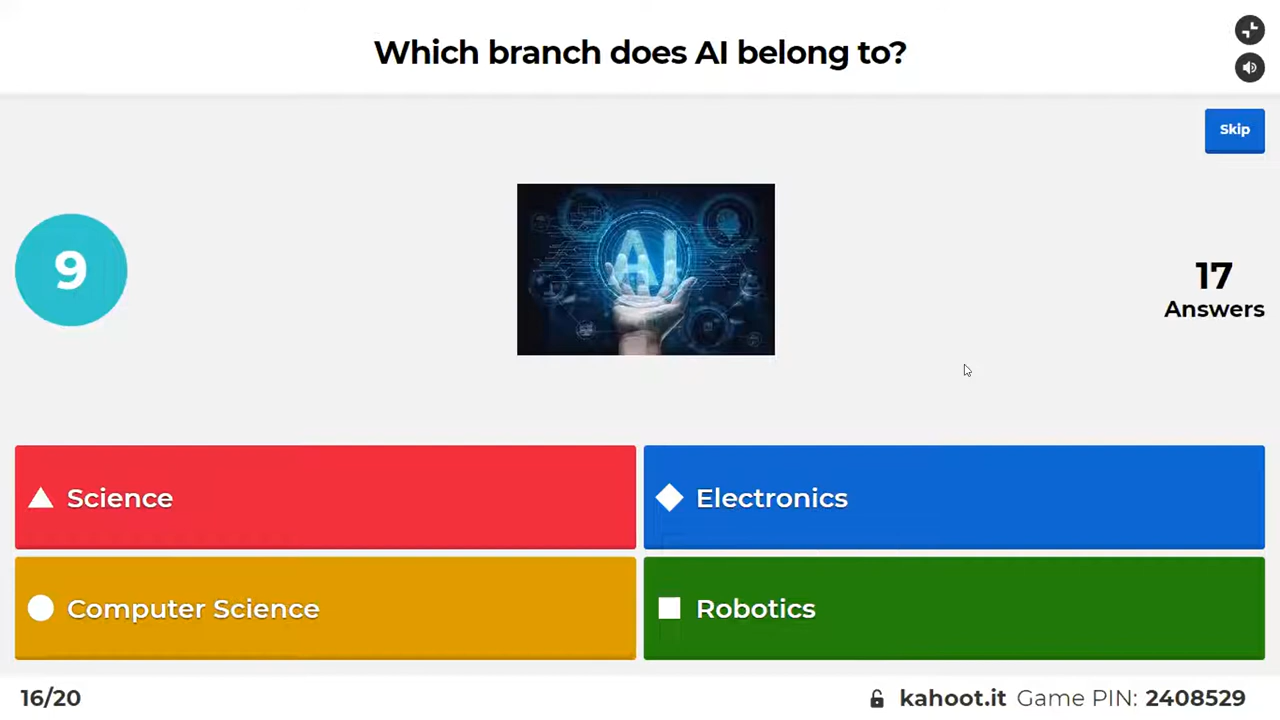 Which branch does AI belong to?
Skip
9
AI
17
Answers
Science
Electronics
Computer Science
Robotics
16/20
kahoot.it Game PIN: 2408529